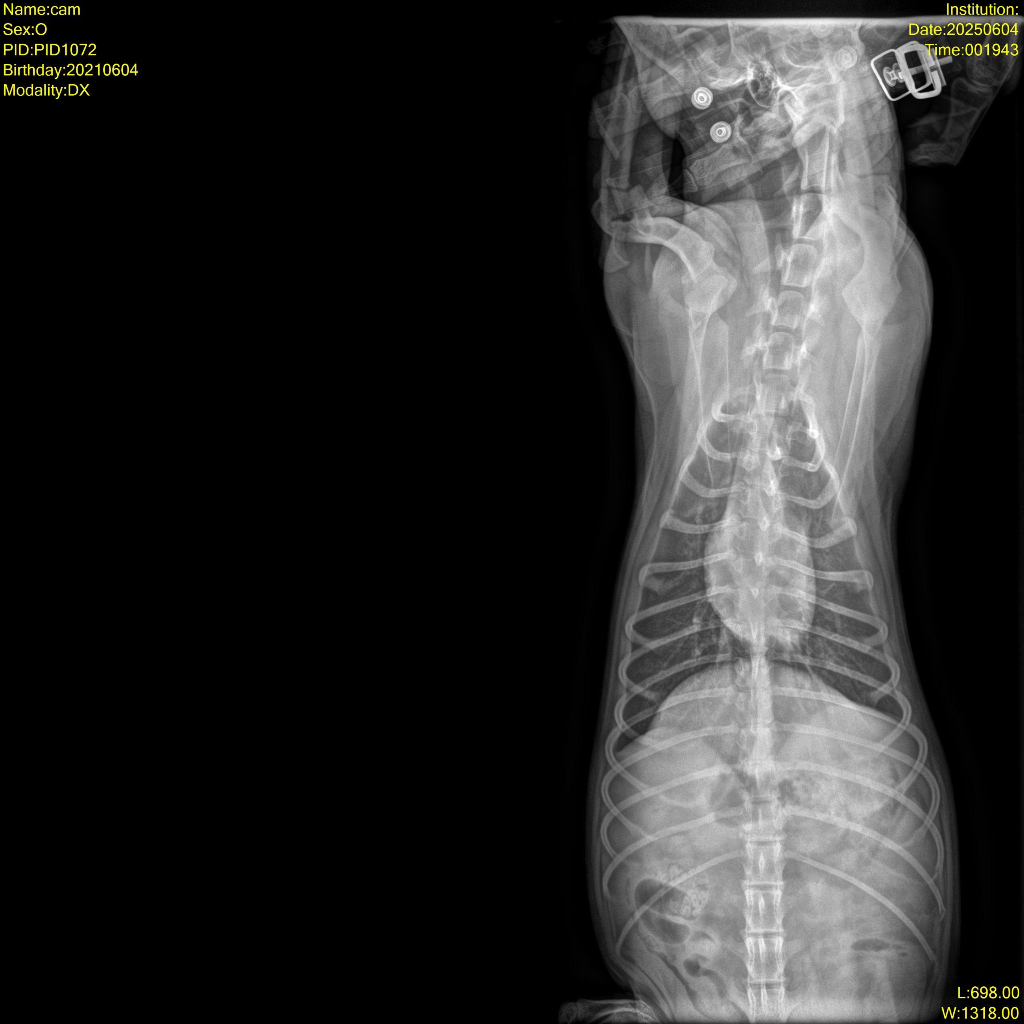 Name:cam
Sex:O
PID:PID1072
Birthday:20210604
Modality:DX
Institution:
Date:20250604
Time:001943
L:698.00
W:1318.00